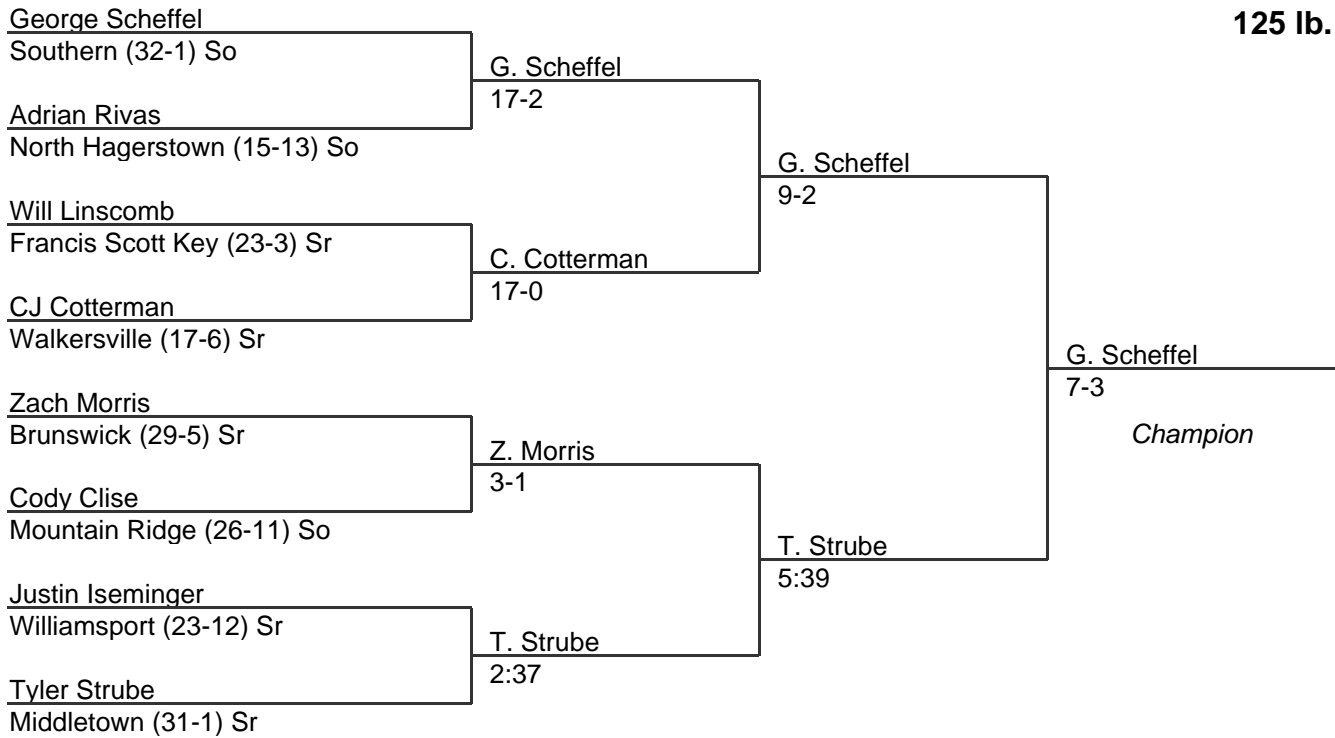 125 lb.
George Scheffel
Southern (32-1) So
Adrian Rivas
North Hagerstown (15-13) So
Will Linscomb
Francis Scott Key (23-3) Sr
CJ Cotterman
Walkersville (17-6) Sr
Zach Morris
Brunswick (29-5) Sr
Cody Clise
Mountain Ridge (26-11) So
Justin Iseminger
Williamsport (23-12) Sr
Tyler Strube
Middletown (31-1) Sr
G. Scheffel
17-2
C. Cotterman
17-0
Z. Morris
3-1
T. Strube
2:37
G. Scheffel
9-2
T. Strube
5:39
G. Scheffel
7-3
Champion